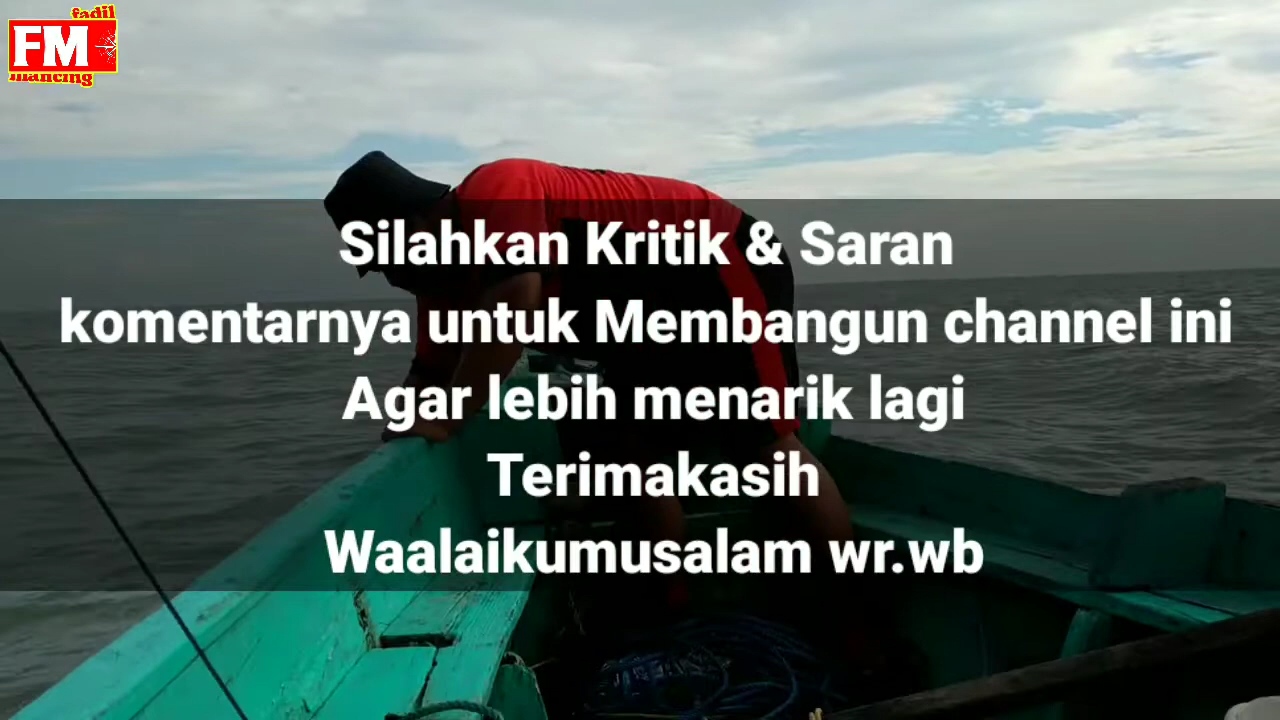 fadil
FM
mancing
Silahkan Kritik & Saran
komentarnya untuk Membangun channel ini
Agar lebih menarik lagi
Terimakasih
Waalaikumusalam wr.wb